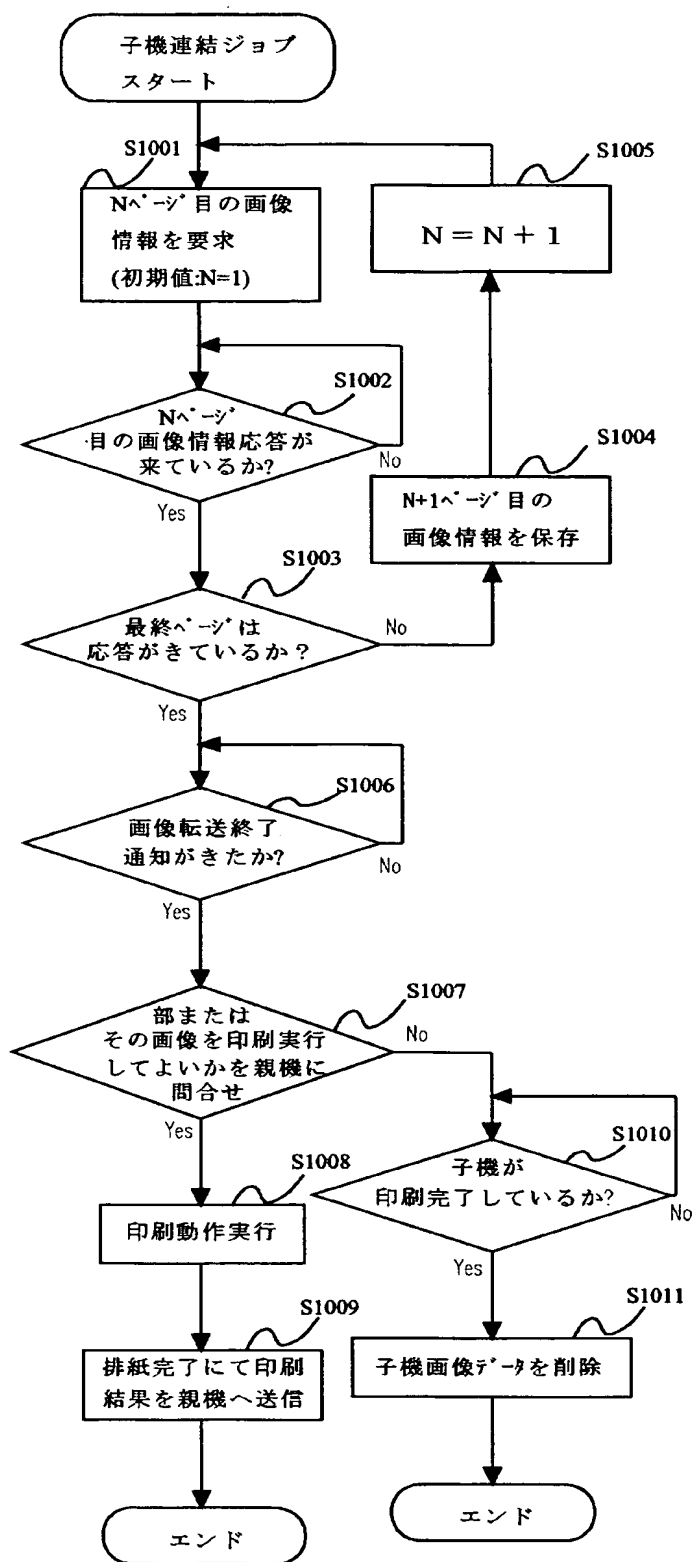 子機連結ジョブ
スタート
S1001
Nページ目の画像
情報を要求
(初期値:N=1)
S1005
N=N+1
S1002
Nページ
目の画像情報応答が
来ているか?
No
Yes
S1004
N+1ページ目の
画像情報を保存
S1003
最終ページは
応答がきているか？
No
Yes
S1006
画像転送終了
通知がきたか?
No
Yes
S1007
部または
その画像を印刷実行
してよいかを親機に
問合せ
No
Yes
S1010
子機が
印刷完了しているか?
No
Yes
S1008
印刷動作実行
S1009
排紙完了にて印刷
結果を親機へ送信
S1011
子機画像データを削除
エンド
エンド